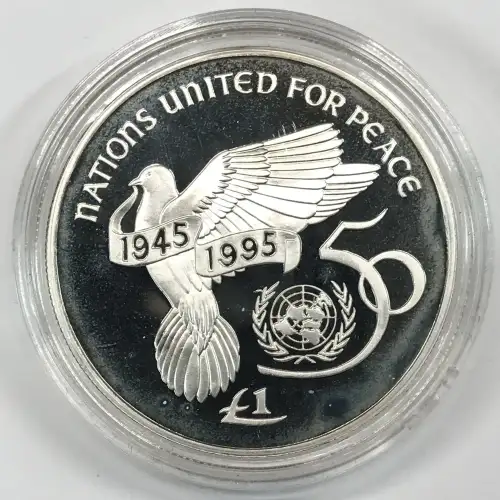 NATIONS UNITED FOR PEACE
1945 1995
50
£1